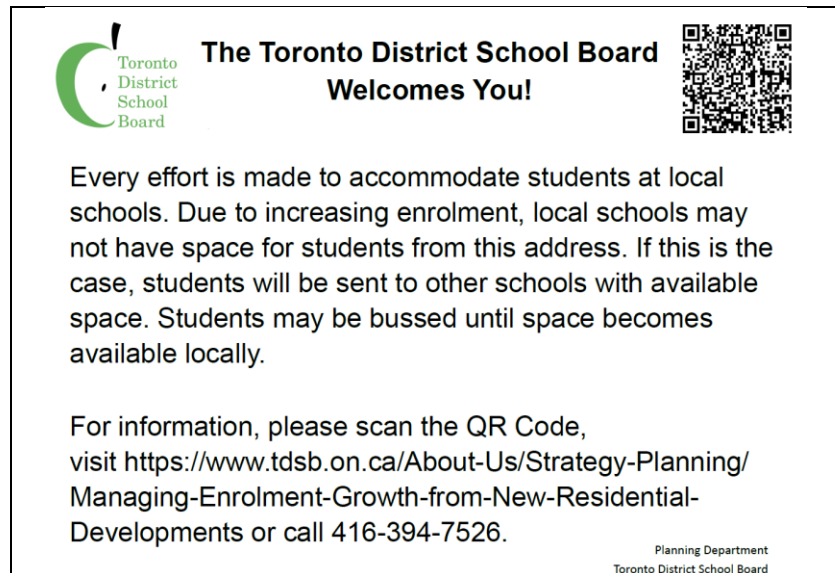 Toronto
District
School
Board
The Toronto District School Board
Welcomes You!
Every effort is made to accommodate students at local
schools. Due to increasing enrolment, local schools may
not have space for students from this address. If this is the
case, students will be sent to other schools with available
space. Students may be bussed until space becomes
available locally.
For information, please scan the QR Code,
visit https://www.tdsb.on.ca/About-Us/Strategy-Planning/
Managing-Enrolment-Growth-from-New-Residential-
Developments or call 416-394-7526.
Planning Department
Toronto District School Board